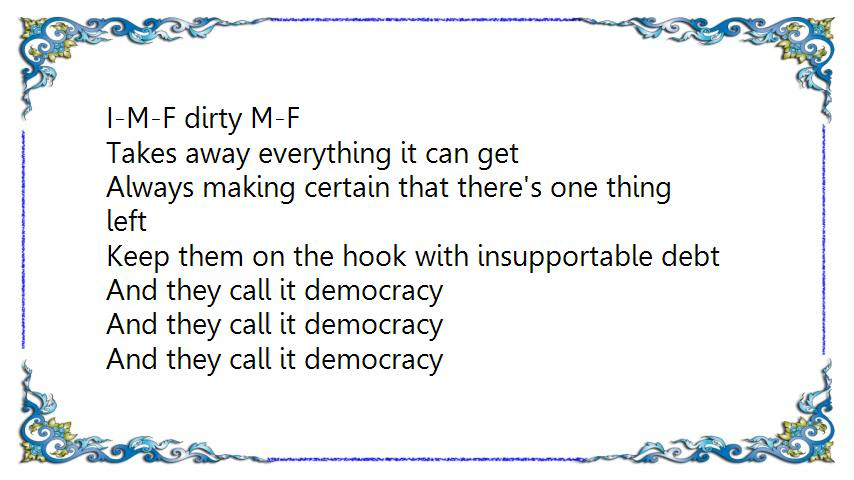 I-M-F dirty M-F
Takes away everything it can get
Always making certain that there's one thing
left
Keep them on the hook with insupportable debt
And they call it democracy
And they call it democracy
And they call it democracy